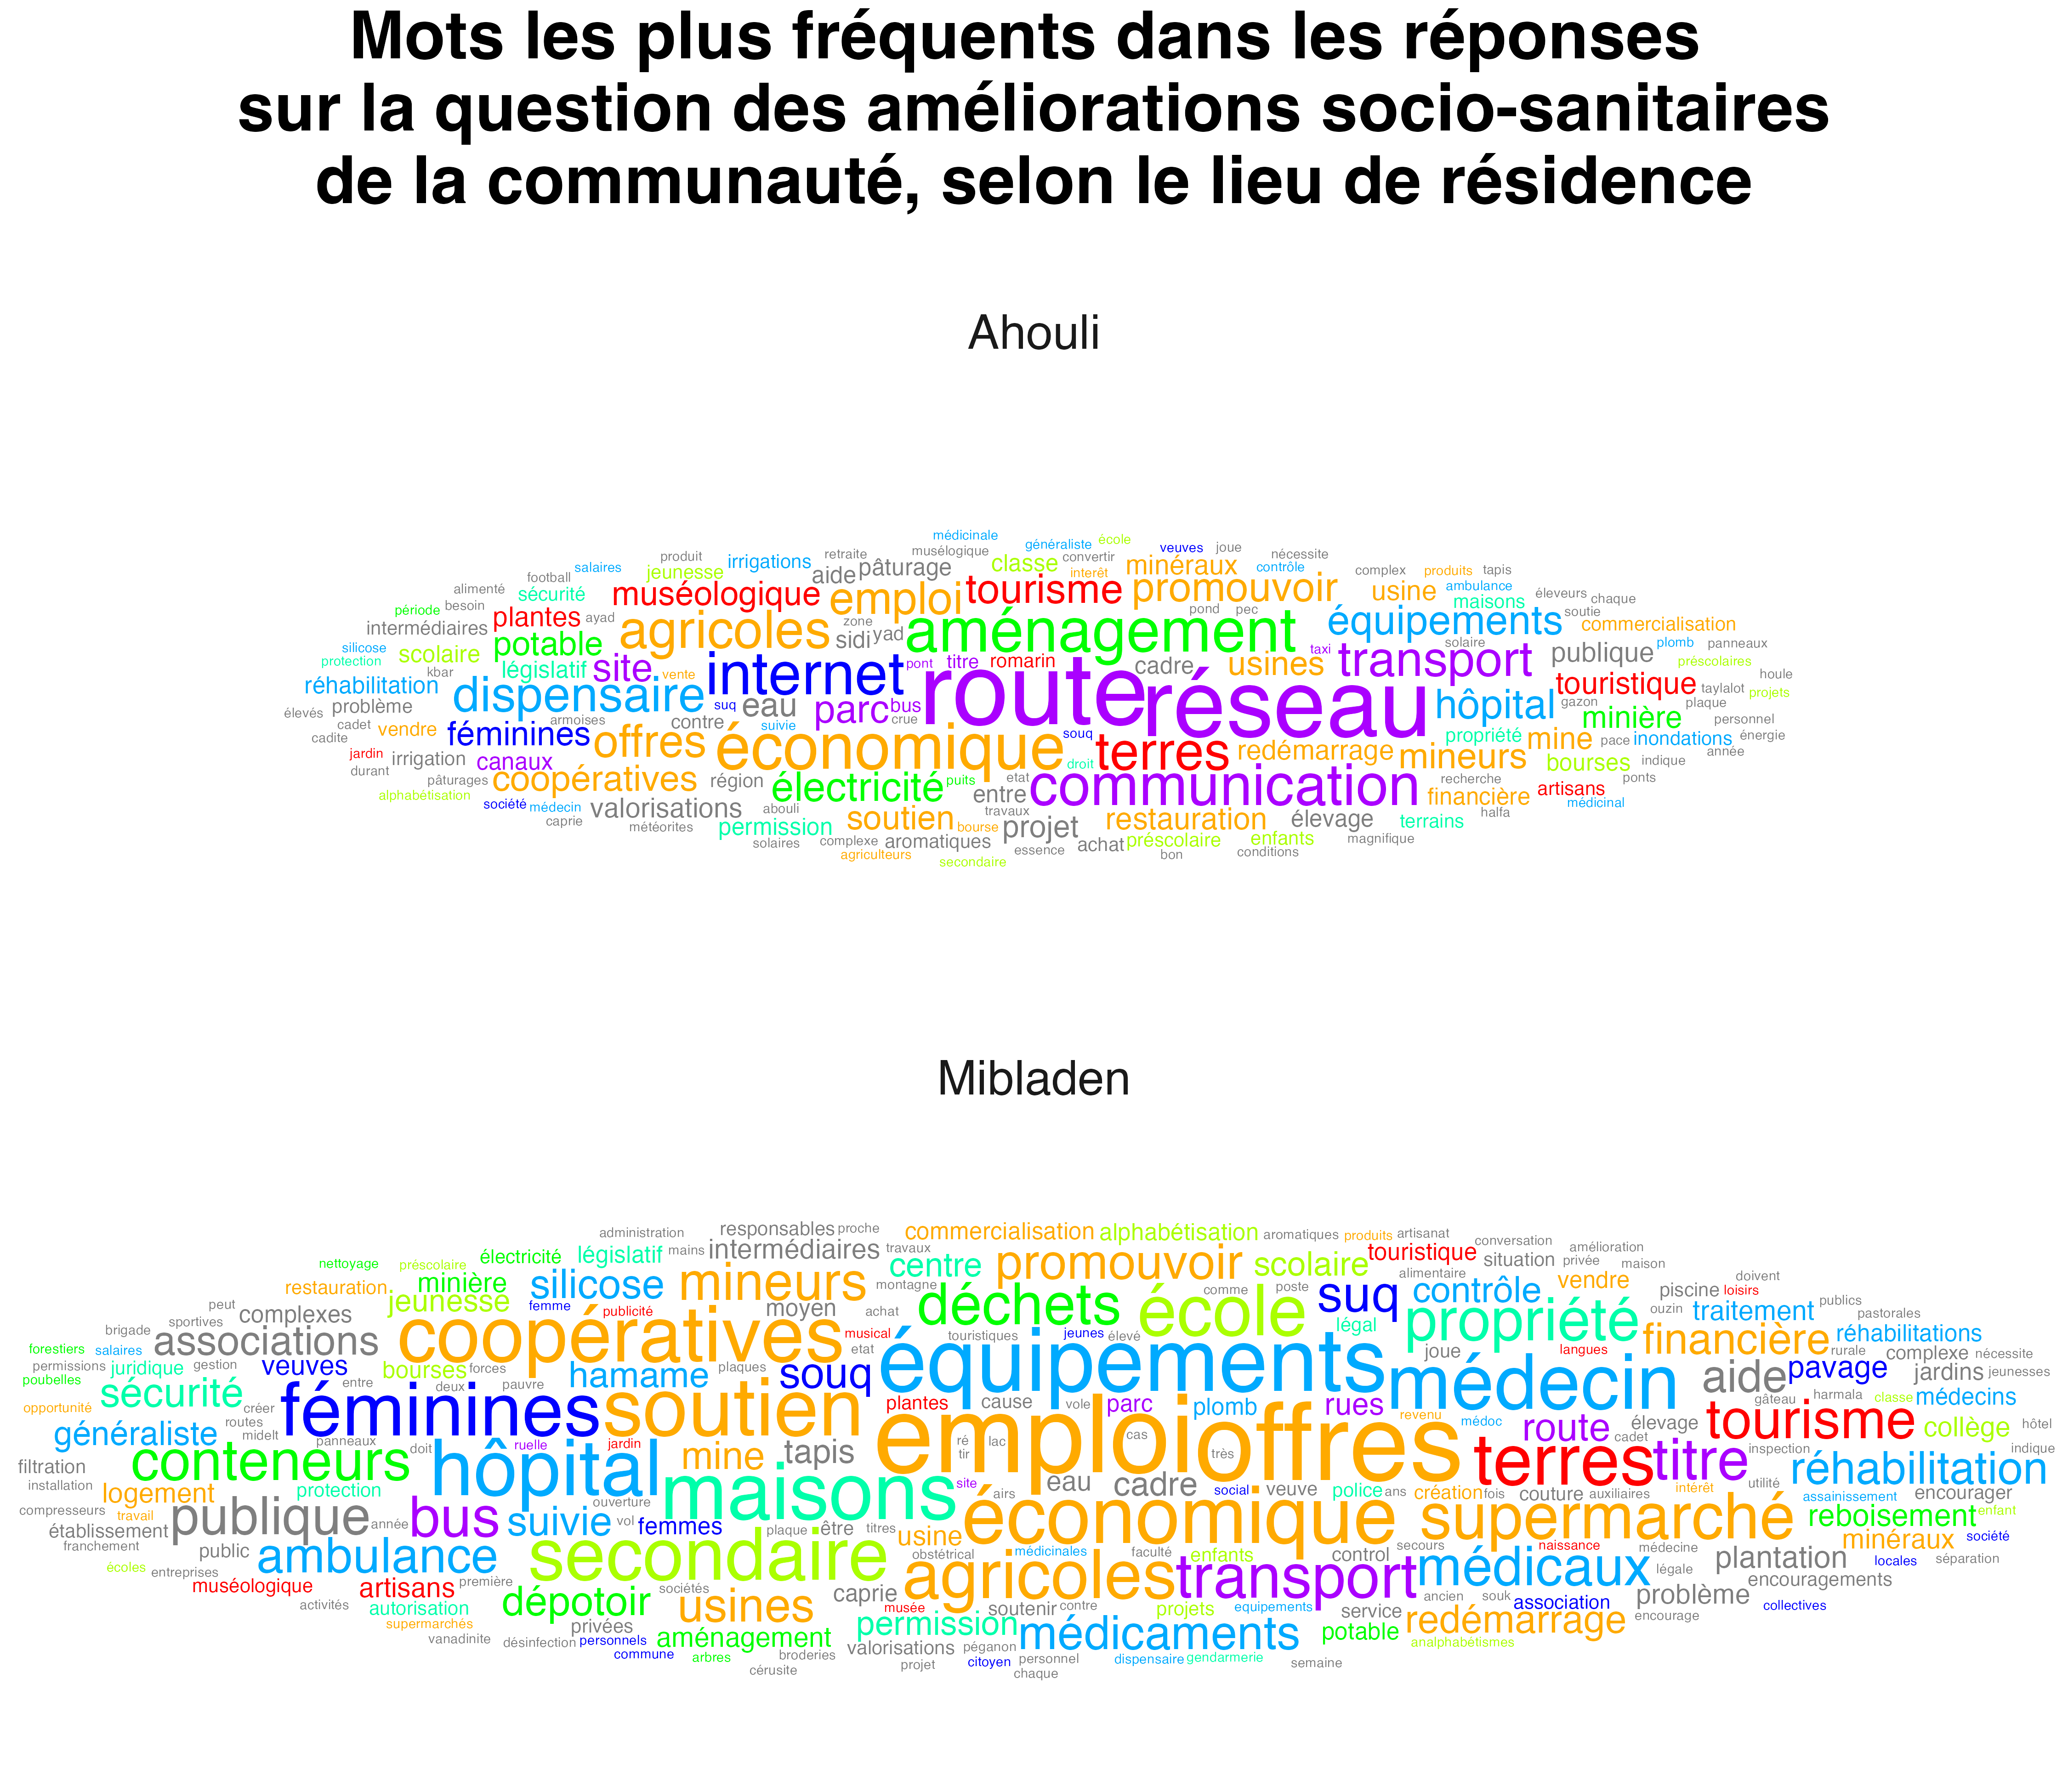 Mots les plus fréquents dans les réponses
sur la question des améliorations socio-sanitaires
de la communauté, selon le lieu de résidence
Ahouli
médicinale
musélogique
généraliste
école
veuves
joue
nécessite
produit
irrigations
retraite
classe
convertir
minéraux
contrôle
salaires
football
jeunesse
aide
pâturage
interêt
complex
produits
tapis
alimenté
sécurité
muséologique
emploi
tourisme
promouvoir
usine
ambulance
maisons
éleveurs
chaque
période
besoin
plantes
ayad
agricoles
zone
pond
pec
équipements
soutie
commercialisation
intermédiaires
potable
sidi
yad
aménagement
silicose
protection
scolaire
législatif
site
vente
internet
pont
titre
romarin
cadre
usines
taxi
transport
solaire
publique
plomb
panneaux
préscolaires
kbar
réhabilitation
dispensaire
route
réseau
hôpital
touristique
taylalot
houle
projets
élevés
problème
armoises
suq
eau
parc
bus
gazon
minière
plaque
personnel
cadet
vendre
féminines
contre
suivie
crue
cadite
offres
économique
souq
terres
redémarrage
mineurs
propriété
mine
pace
inondations
énergie
année
jardin
irrigation
canaux
droit
bourses
indique
durant
pâturages
coopératives
région
électricité
puits
etat
communication
recherche
ponts
alphabétisation
société
médecin
valorisations
abouli
entre
financière
artisans
médicinal
caprie
météorites
permission
soutien
bourse
travaux
projet
restauration
élevage
terrains
halfa
solaires
complexe
aromatiques
essence
achat
préscolaire
enfants
magnifique
agriculteurs
secondaire
bon
conditions
Mibladen
administration
responsables
proche
commercialisation
alphabétisation
aromatiques
produits
artisanat
conversation
amélioration
nettoyage
préscolaire
électricité
législatif
mains
intermédiaires
travaux
centre
promouvoir
scolaire
touristique
situation
privée
maison
restauration
minière
silicose
mineurs
montagne
comme
poste
suq
alimentaire
contrôle
vendre
piscine
loisirs
doivent
peut
complexes
jeunesse
femme
publicité
moyen
achat
déchets
école
ouzin
traitement
publics
pastorales
sportives
brigade
associations
coopératives
musical
etat
touristiques
jeunes
élevé
légal
propriété
financière
réhabilitations
forestiers
salaires
permissions
juridique
gestion
veuves
bourses
forces
hamame
plaques
souq
équipements
médecin
joue
langues
rurale
complexe
nécessite
poubelles
sécurité
entre
deux
pauvre
aide
pavage
jardins
jeunesses
opportunité
créer
féminines
soutien
plantes
cause
vole
parc
plomb
rues
revenu
gâteau
harmala
classe
médecins
généraliste
routes
midelt
panneaux
doit
ruelle
jardin
emploi
offres
médoc
route
élevage
cadet
tourisme
collège
hôtel
filtration
conteneurs
hôpital
mine
tapis
ré
lac
tir
cas
très
terres
titre
inspection
indique
installation
logement
protection
maisons
site
eau
cadre
réhabilitation
compresseurs
travail
ouverture
airs
social
veuve
police
ans
création
fois
couture
auxiliaires
intérêt
utilité
assainissement
encourager
établissement
publique
année
bus
suivie
vol
femmes
plaque
être
titres
usine
économique
supermarché
reboisement
enfant
franchement
public
ambulance
secondaire
obstétrical
médicinales
faculté
enfants
control
secours
naissance
médecine
minéraux
société
écoles
entreprises
agricoles
transport
médicaux
légale
plantation
locales
séparation
muséologique
artisans
première
sociétés
caprie
encouragements
activités
autorisation
dépotoir
usines
musée
soutenir
contre
projets
equipements
service
ancien
souk
association
problème
collectives
supermarchés
privées
permission
redémarrage
encourage
vanadinite
désinfection
personnels
aménagement
valorisations
péganon
médicaments
potable
analphabétismes
commune
arbres
broderies
projet
citoyen
personnel
dispensaire
gendarmerie
semaine
cérusite
chaque